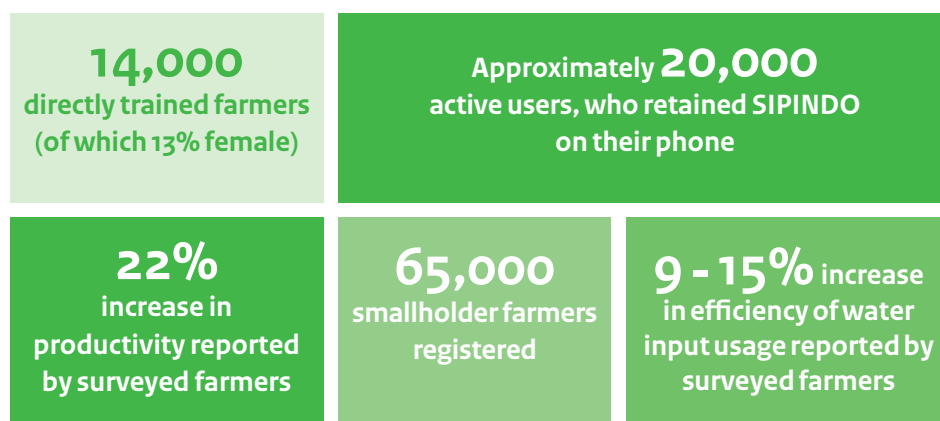 14,000
directly trained farmers
(of which 13% female)
Approximately 20,000
active users, who retained SIPINDO
on their phone
22%
increase in
productivity reported
by surveyed farmers
65,000
smallholder farmers
registered
9 - 15% increase
in efficiency of water
input usage reported by
surveyed farmers